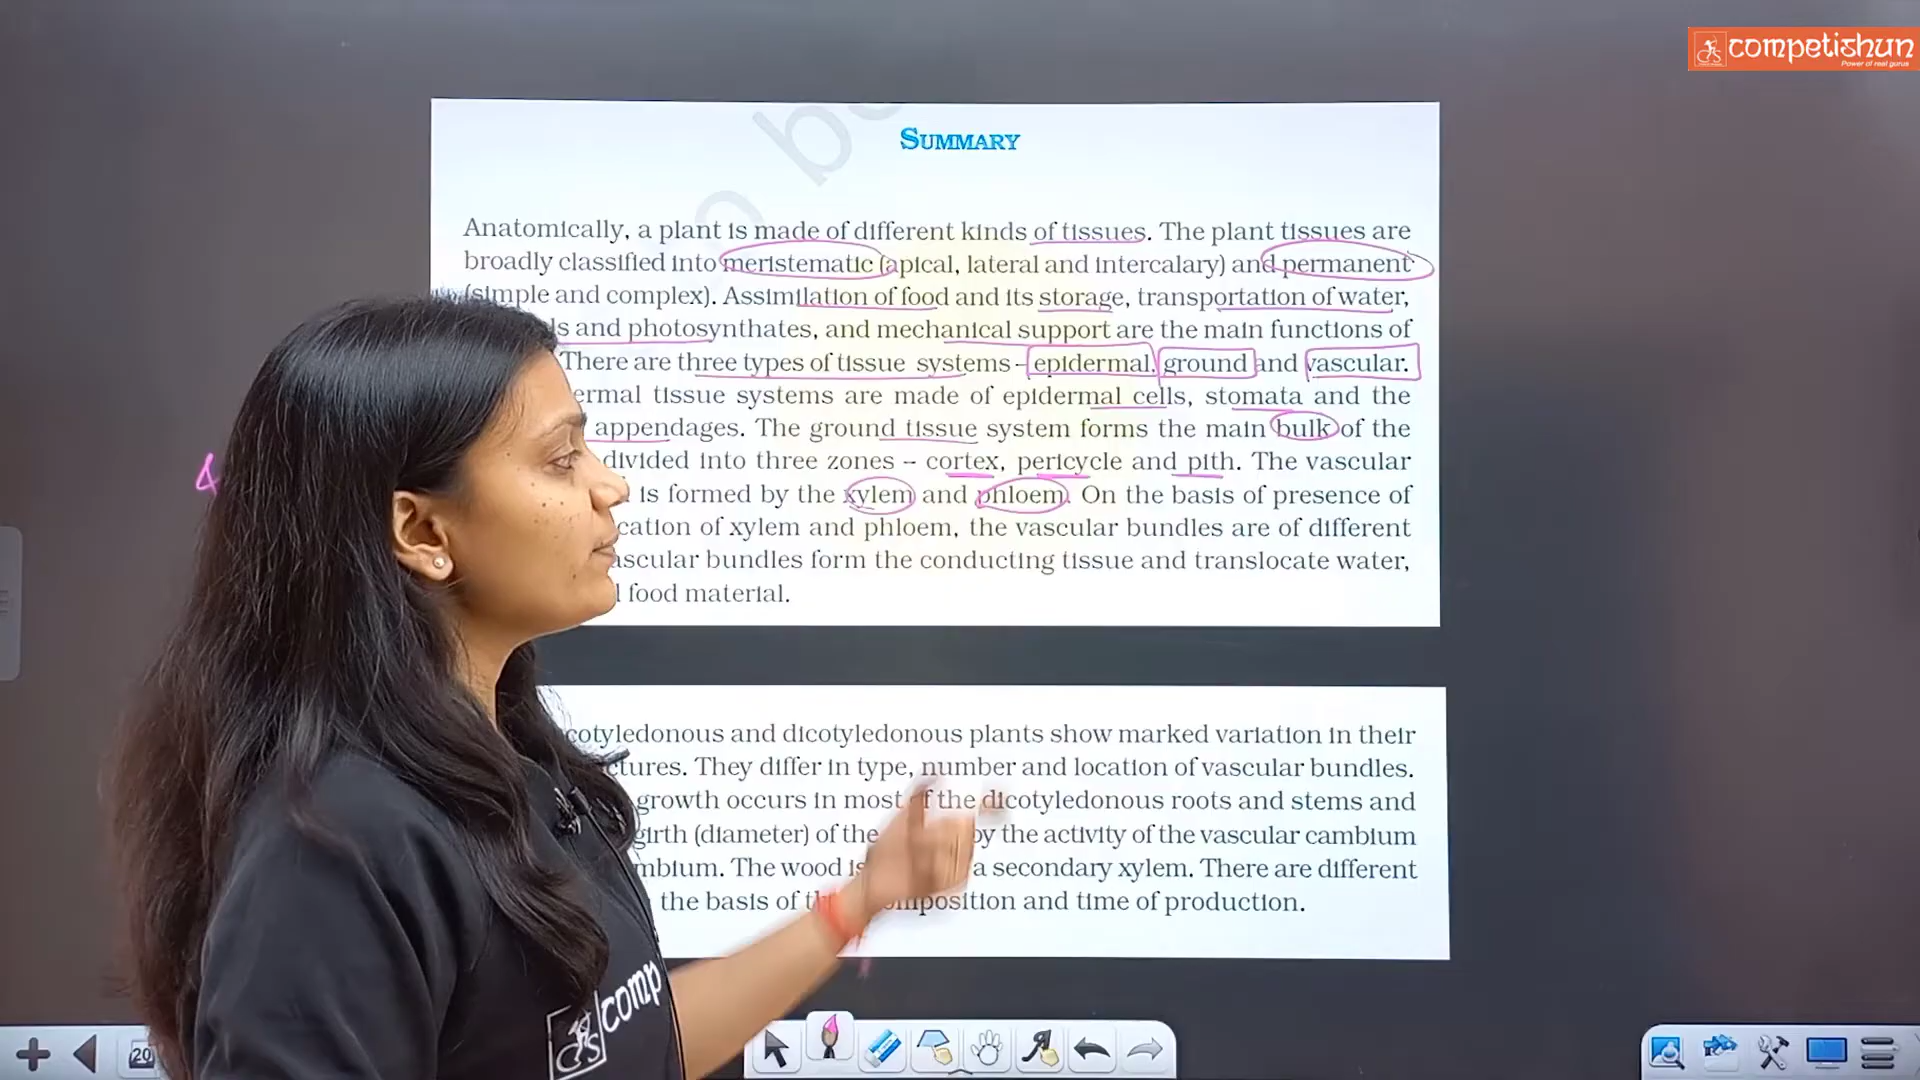 competishun
Power of real gurus
SUMMARY
Anatomically, a plant is made of different kinds of tissues. The plant tissues are
broadly classified into meristematic (apical, lateral and intercalary) and permanent
(simple and complex). Assimilation of food and its storage, transportation of water,
and photosynthates, and mechanical support are the main functions of
There are three types of tissue systems – epidermal, ground and vascular.
tissue systems are made of epidermal cells, stomata and the
appendages. The ground tissue system forms the main bulk of the
divided into three zones – cortex, pericycle and pith. The vascular
is formed by the xylem and phloem. On the basis of presence of
of xylem and phloem, the vascular bundles are of different
bundles form the conducting tissue and translocate water,
food material.
and dicotyledonous plants show marked variation in their
They differ in type, number and location of vascular bundles.
growth occurs in most of the dicotyledonous roots and stems and
girth (diameter) of the by the activity of the vascular cambium
The wood is a secondary xylem. There are different
the basis of composition and time of production.
comp
20